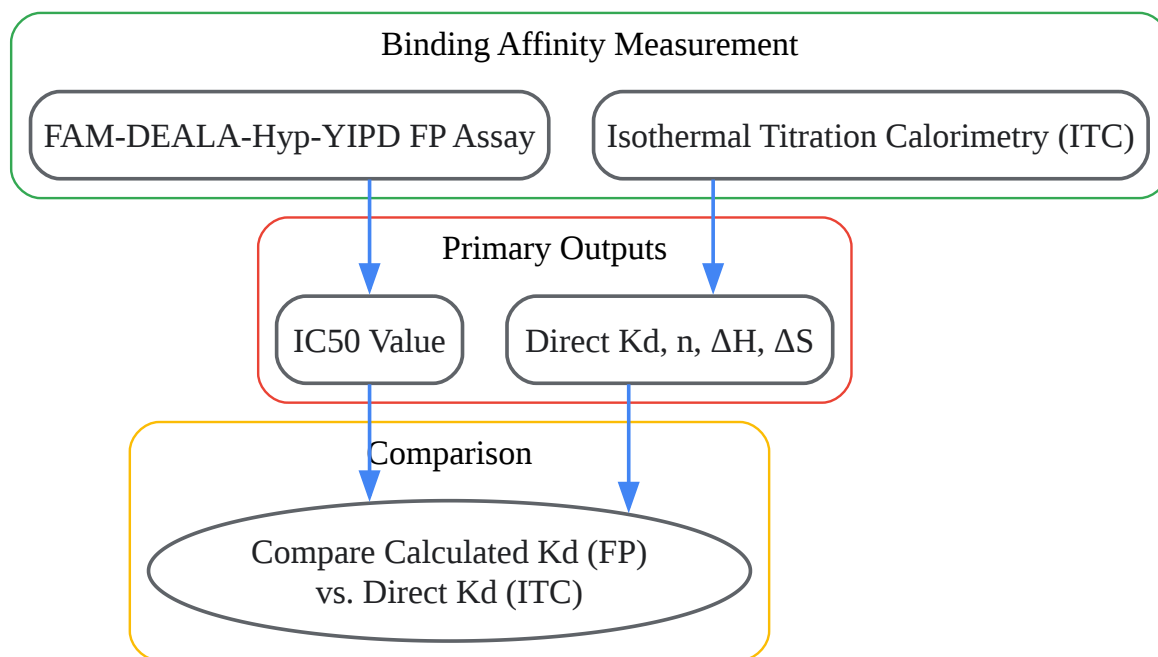 Binding Affinity Measurement
FAM-DEALA-Hyp-YIPD FP Assay
Isothermal Titration Calorimetry (ITC)
Primary Outputs
IC50 Value
Direct Kd, n, ΔH, ΔS
Comparison
Compare Calculated Kd (FP)
vs. Direct Kd (ITC)